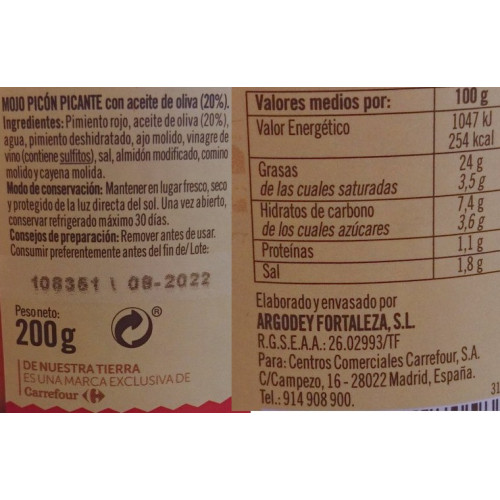 MOJO PICÓN PICANTE con aceite de oliva (20%).
Ingredientes: Pimiento rojo, aceite de oliva (20%),
agua, pimiento deshidratado, ajo molido, vinagre de
vino (contiene sulfitos), sal, almidón modificado, comino
molido y cayena molida.
Modo de conservación: Mantener en lugar fresco, seco
y protegido de la luz directa del sol. Una vez abierto,
conservar refrigerado máximo 30 días.
Consejos de preparación: Remover antes de usar.
Consumir preferentemente antes del fin de/ Lote:
108351 \ 09-2022
Peso neto:
200 g
®
DE NUESTRA TIERRA
ES UNA MARCA EXCLUSIVA DE
Carrefour
Valores medios por: 100 g
Valor Energético 1047 kJ
254 kcal
Grasas 24 g
de las cuales saturadas 3,5 g
Hidratos de carbono 7,4 g
de los cuales azúcares 3,6 g
Proteínas 1,1 g
Sal 1,8 g
Elaborado y envasado por
ARGODEY FORTALEZA, S.L.
R.G.S.E.A.A.: 26.02993/TF
Para: Centros Comerciales Carrefour, S.A.
C/Campezo, 16 - 28022 Madrid, España.
Tel.: 914 908 900.
31